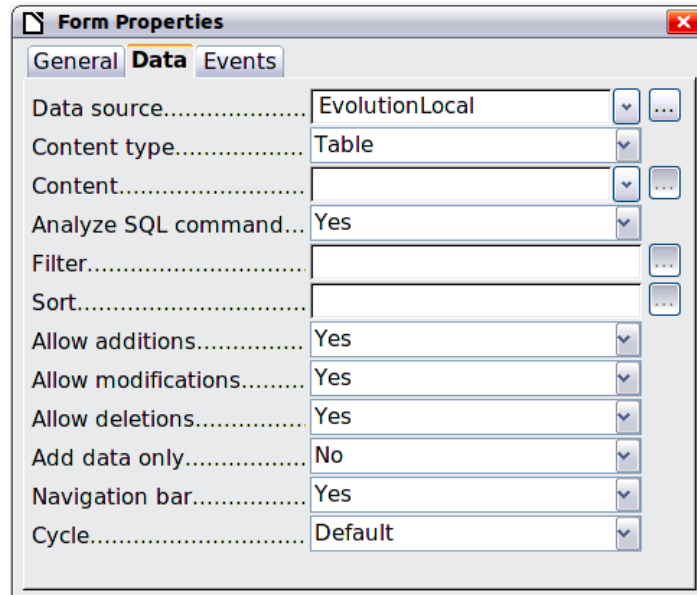 Form Properties
General Data Events
Data source..................... EvolutionLocal ...
Content type................... Table
Content............................ ...
Analyze SQL command... Yes
Filter................................ ...
Sort.................................. ...
Allow additions................ Yes
Allow modifications......... Yes
Allow deletions................ Yes
Add data only.................. No
Navigation bar................. Yes
Cycle................................ Default